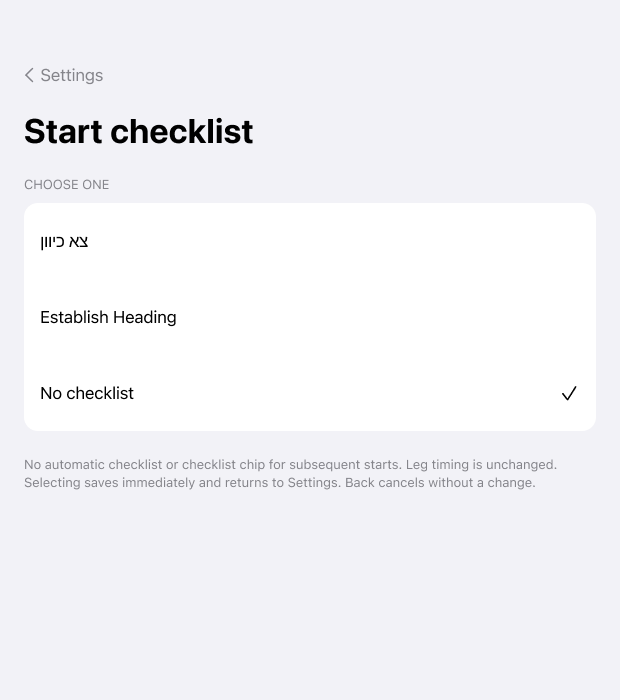 Settings
Start checklist
CHOOSE ONE
צא כיוון
Establish Heading
No checklist
No automatic checklist or checklist chip for subsequent starts. Leg timing is unchanged.
Selecting saves immediately and returns to Settings. Back cancels without a change.